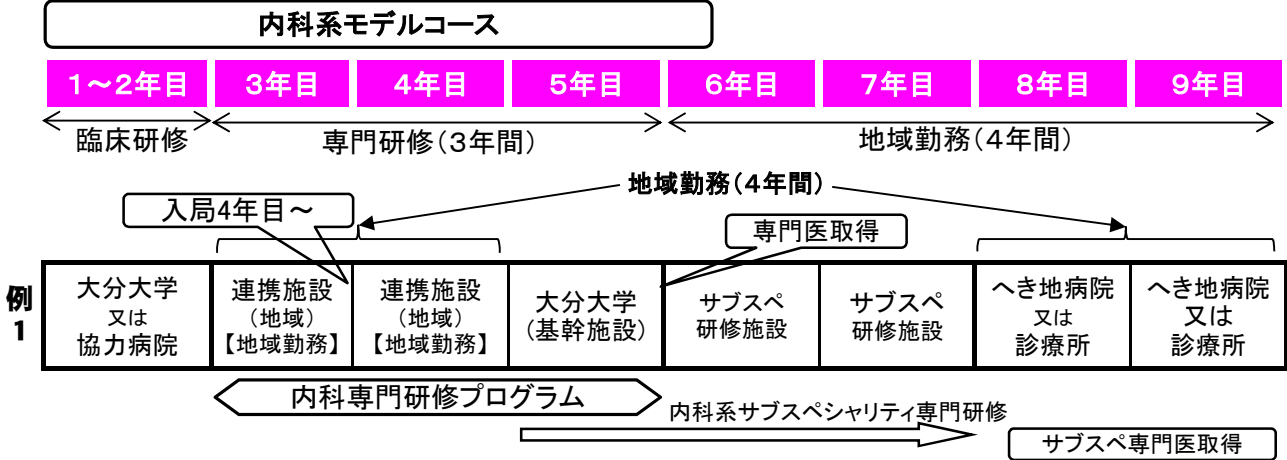 内科系モデルコース
1～2年目 3年目 4年目 5年目 6年目 7年目 8年目 9年目
臨床研修 専門研修(3年間) 地域勤務(4年間)
地域勤務(4年間)
入局4年目～
専門医取得
例1
大分大学
又は
協力病院
連携施設
(地域)
【地域勤務】
連携施設
(地域)
【地域勤務】
大分大学
(基幹施設)
サブスペ
研修施設
サブスペ
研修施設
へき地病院
又は
診療所
へき地病院
又は
診療所
内科専門研修プログラム
内科系サブスペシャリティ専門研修
サブスペ専門医取得